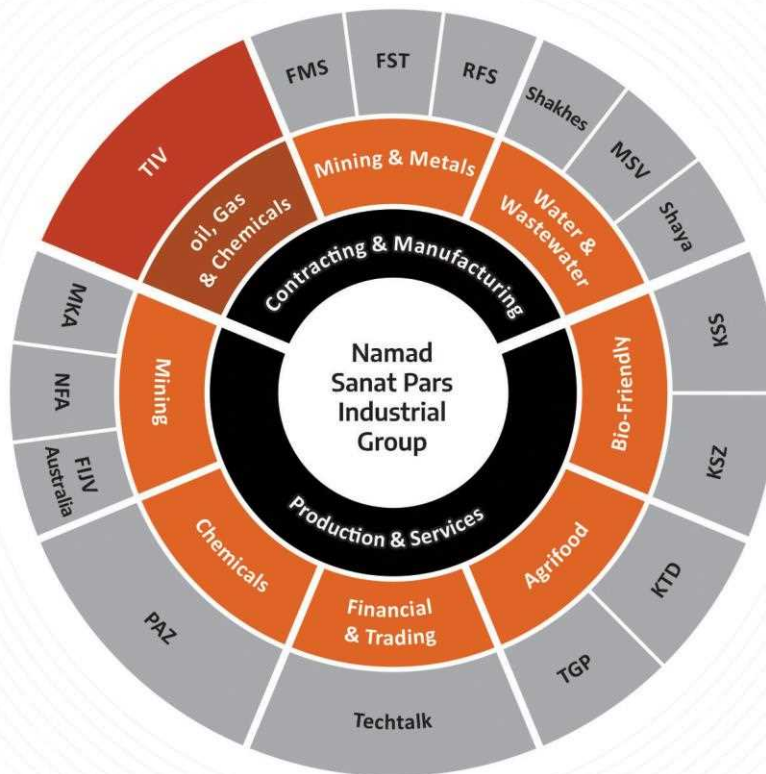 Namad
Sanat Pars
Industrial
Group
Contracting & Manufacturing
Production & Services
oil, Gas
& Chemicals
Mining & Metals
Water &
Wastewater
Bio-Friendly
Agrifood
Financial
& Trading
Chemicals
Mining
TIV
FMS
FST
RFS
Shakhes
MSV
Shaya
KSS
KSZ
KTD
TGP
Techtalk
PAZ
FIJV
Australia
NFA
MKA